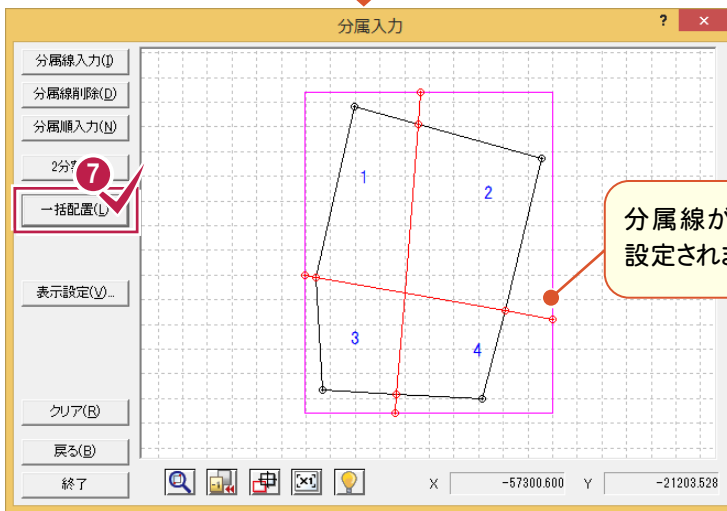 分属入力
? ×
分属線入力(I)
分属線削除(D)
分属順入力(N)
2分
7
一括配置(L)
表示設定(V)...
クリア(R)
戻る(B)
終了
1
2
3
4
分属線が
設定され
X -57300.600 Y -21203.528